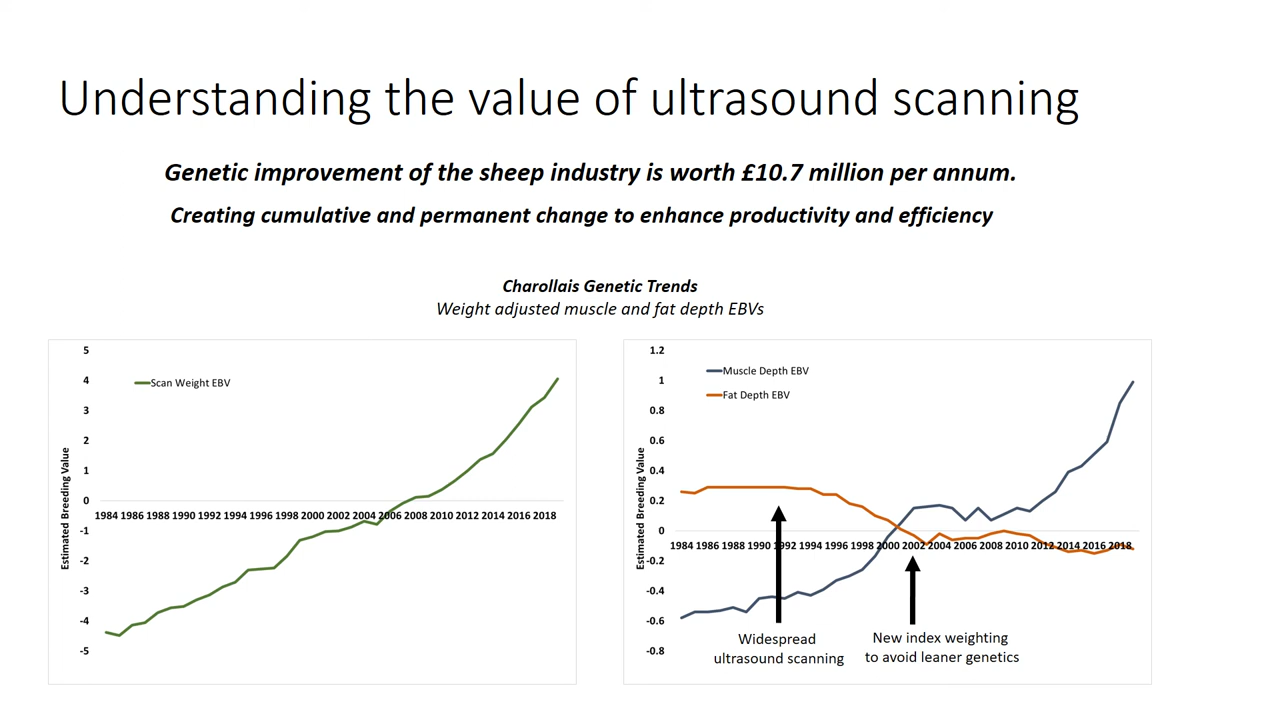 Understanding the value of ultrasound scanning
Genetic improvement of the sheep industry is worth £10.7 million per annum.
Creating cumulative and permanent change to enhance productivity and efficiency
Charollais Genetic Trends
Weight adjusted muscle and fat depth EBVs
Estimated Breeding Value
5
4
3
2
1
0
-1
-2
-3
-4
-5
Scan Weight EBV
1984 1986 1988 1990 1992 1994 1996 1998 2000 2002 2004 2006 2008 2010 2012 2014 2016 2018
Estimated Breeding Value
1.2
1
0.8
0.6
0.4
0.2
0
-0.2
-0.4
-0.6
-0.8
Muscle Depth EBV
Fat Depth EBV
1984 1986 1988 1990 1992 1994 1996 1998 2000 2002 2004 2006 2008 2010 2012 2014 2016 2018
Widespread
ultrasound scanning
New index weighting
to avoid leaner genetics